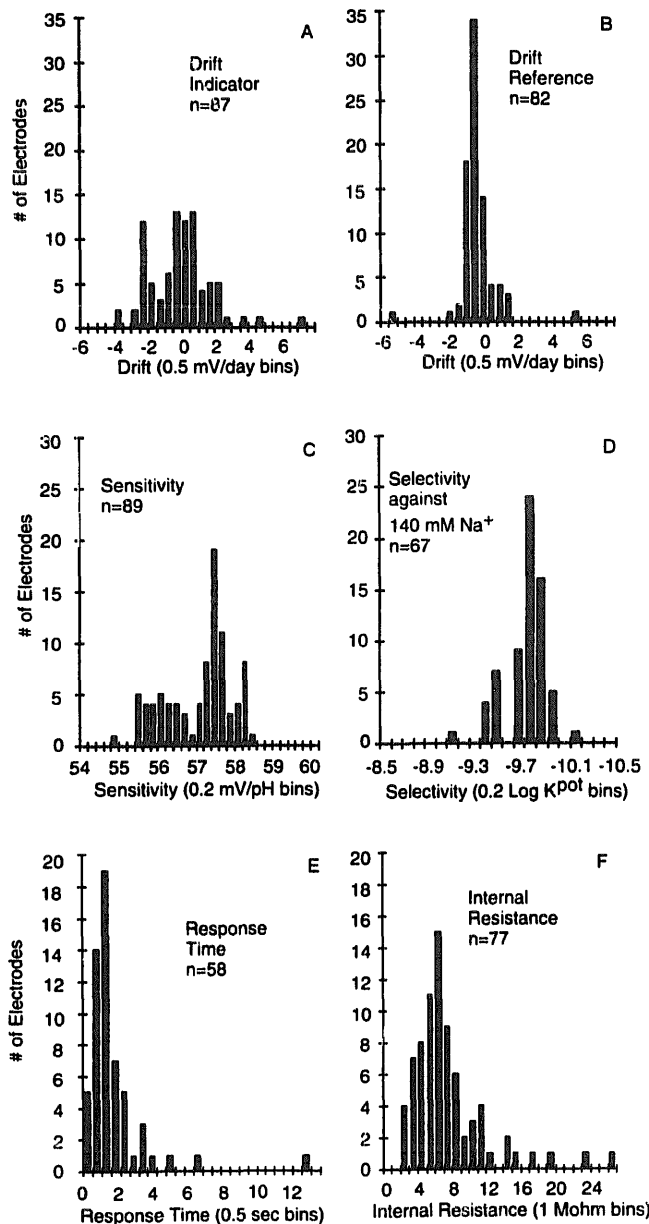 A
Drift
Indicator
n=87
# of Electrodes
35
30
25
20
15
10
5
0
-6 -4 -2 0 2 4 6
Drift (0.5 mV/day bins)
B
Drift
Reference
n=82
35
30
25
20
15
10
5
0
-6 -4 -2 0 2 4 6
Drift (0.5 mV/day bins)
C
Sensitivity
n=89
# of Electrodes
30
25
20
15
10
5
0
54 55 56 57 58 59 60
Sensitivity (0.2 mV/pH bins)
D
Selectivity
against
140 mM Na+
n=67
30
25
20
15
10
5
0
-8.5 -8.9 -9.3 -9.7 -10.1 -10.5
Selectivity (0.2 Log Kpot bins)
E
Response
Time
n=58
# of Electrodes
20
18
16
14
12
10
8
6
4
2
0
0 2 4 6 8 10 12
Response Time (0.5 sec bins)
F
Internal
Resistance
n=77
20
18
16
14
12
10
8
6
4
2
0
0 4 8 12 16 20 24
Internal Resistance (1 Mohm bins)